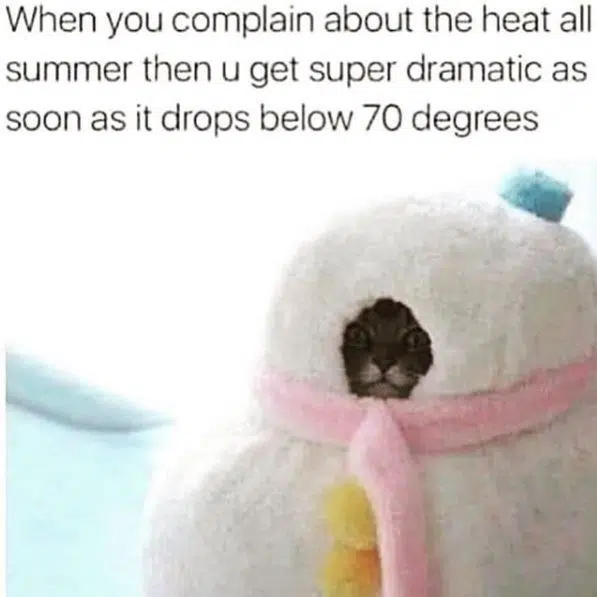 When you complain about the heat all
summer then u get super dramatic as
soon as it drops below 70 degrees